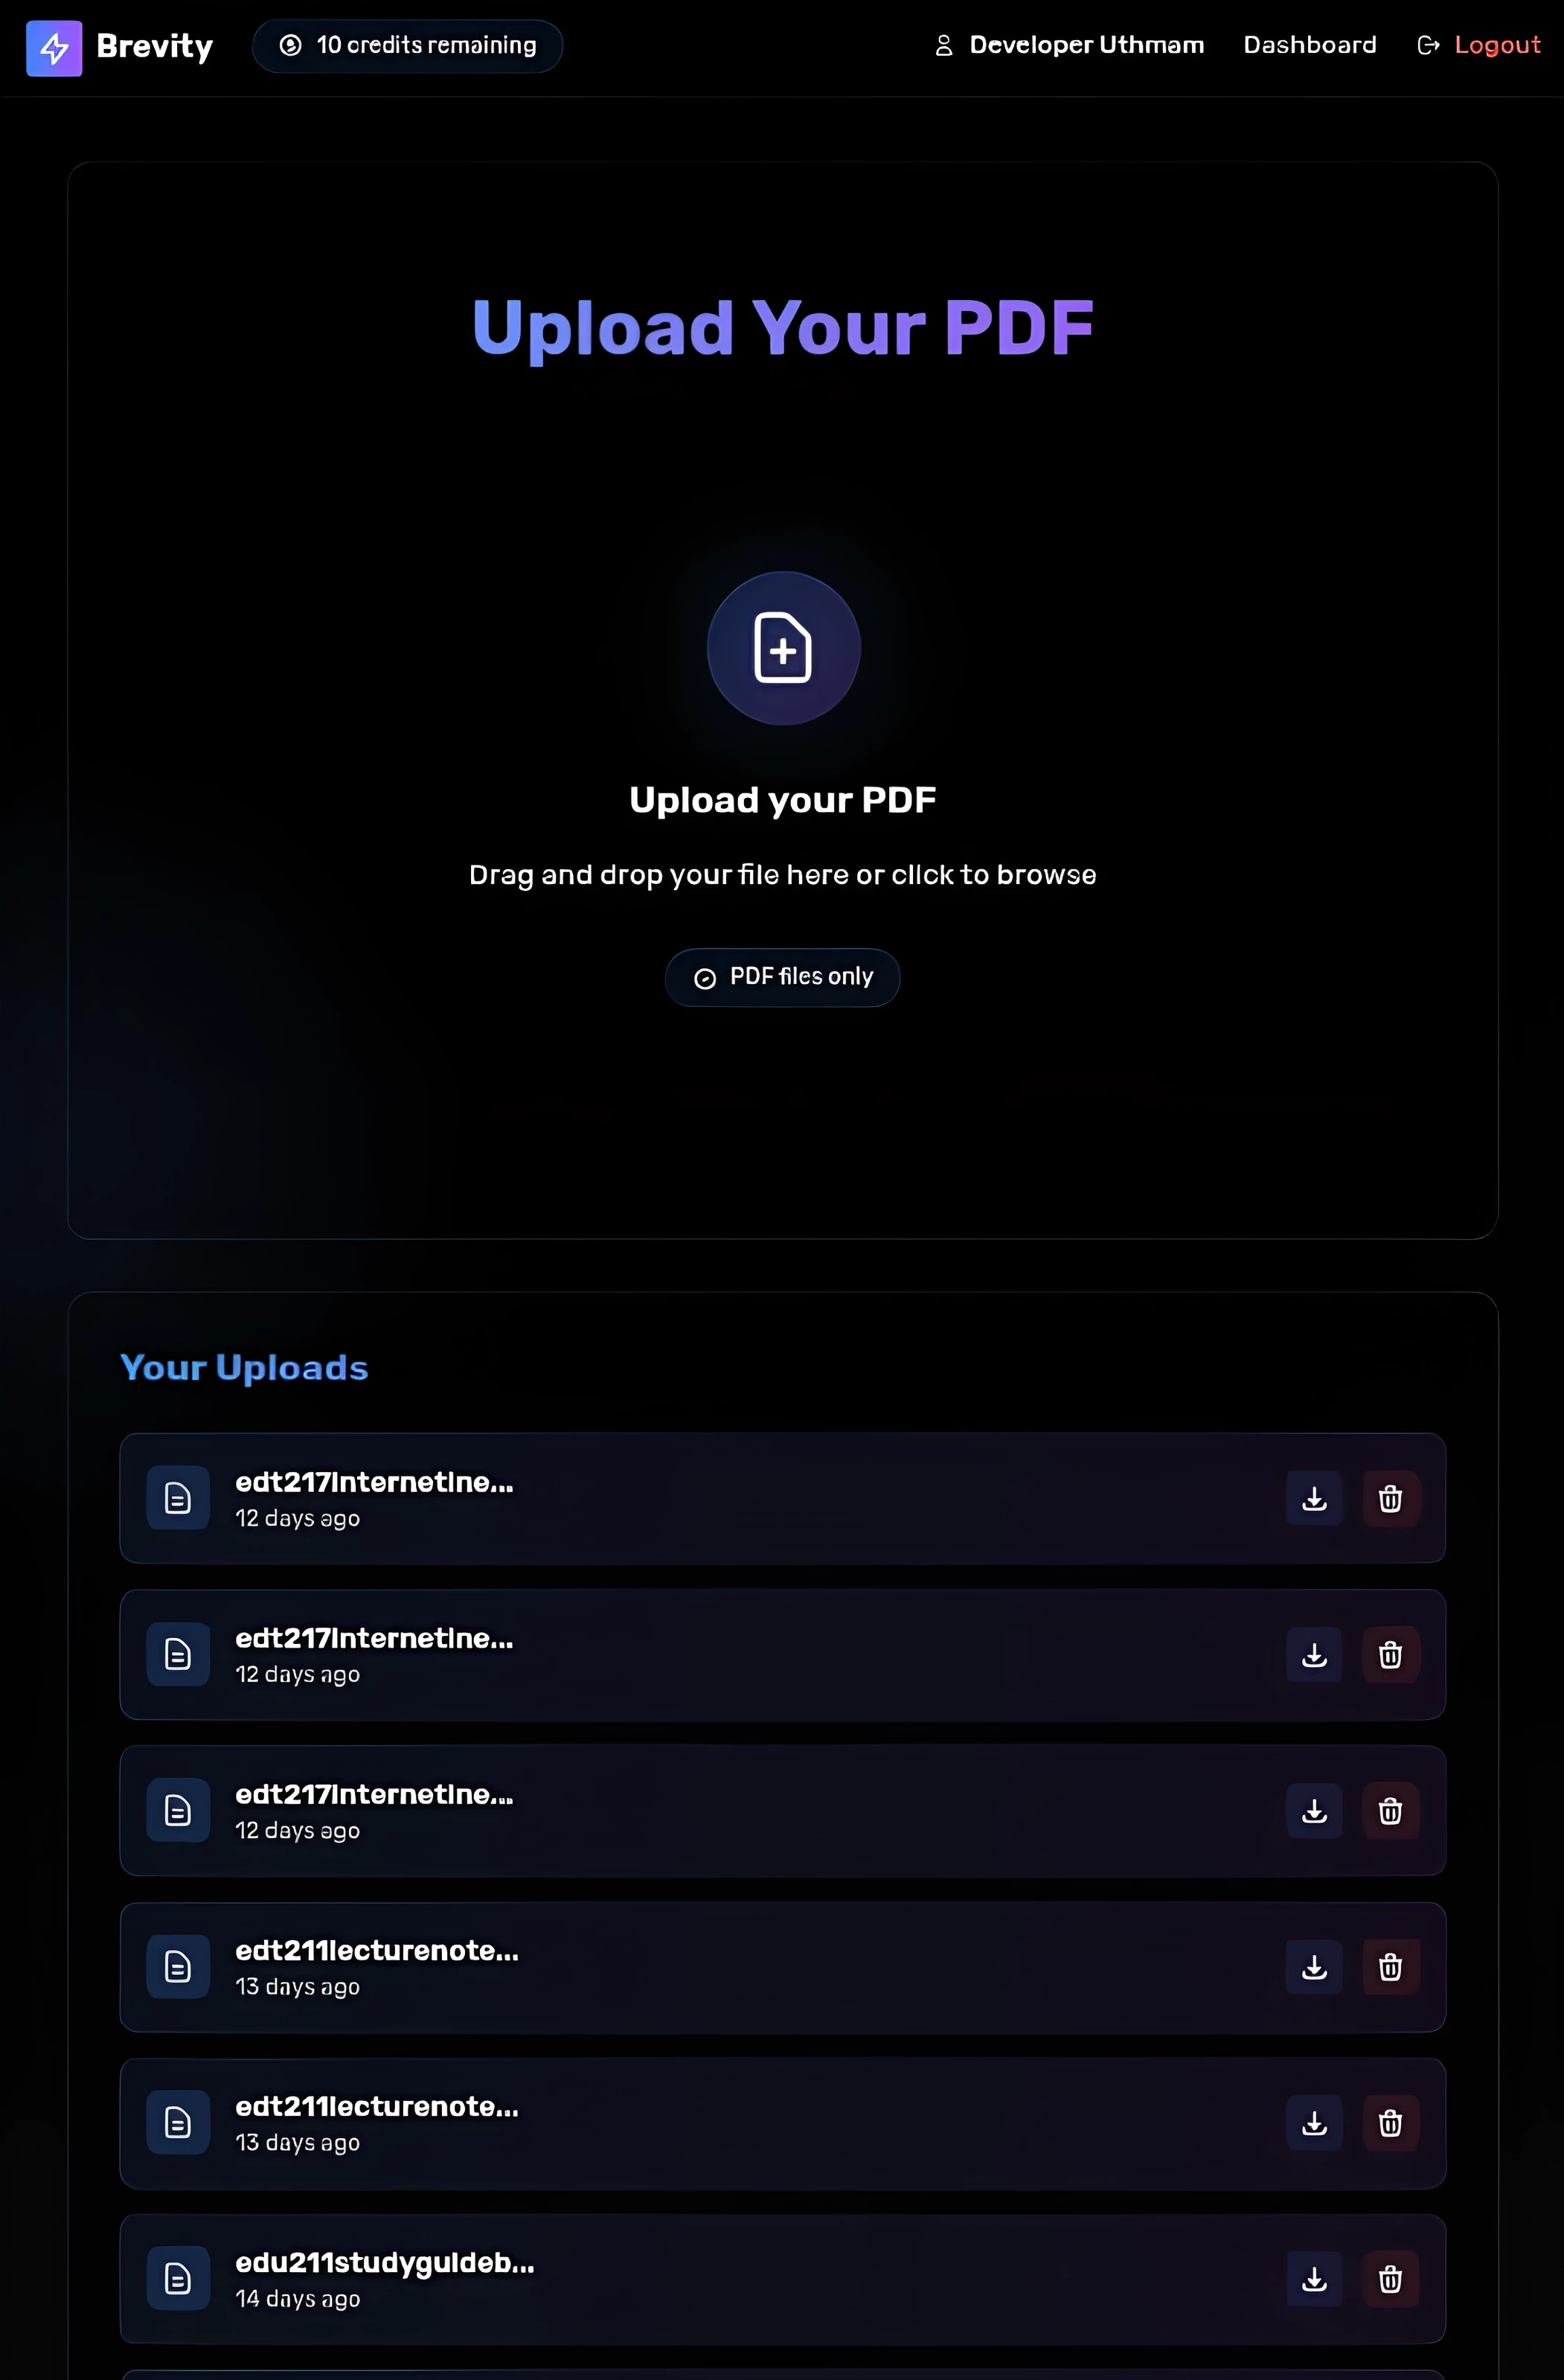 Brevity
10 credits remaining
Developer Uthmam
Dashboard
Logout
Upload Your PDF
Upload your PDF
Drag and drop your file here or click to browse
PDF files only
Your Uploads
edt217internetine...
12 days ago
edt217internetine...
12 days ago
edt217internetine...
12 days ago
edt211lecturenote...
13 days ago
edt211lecturenote...
13 days ago
edu211studyguideb...
14 days ago